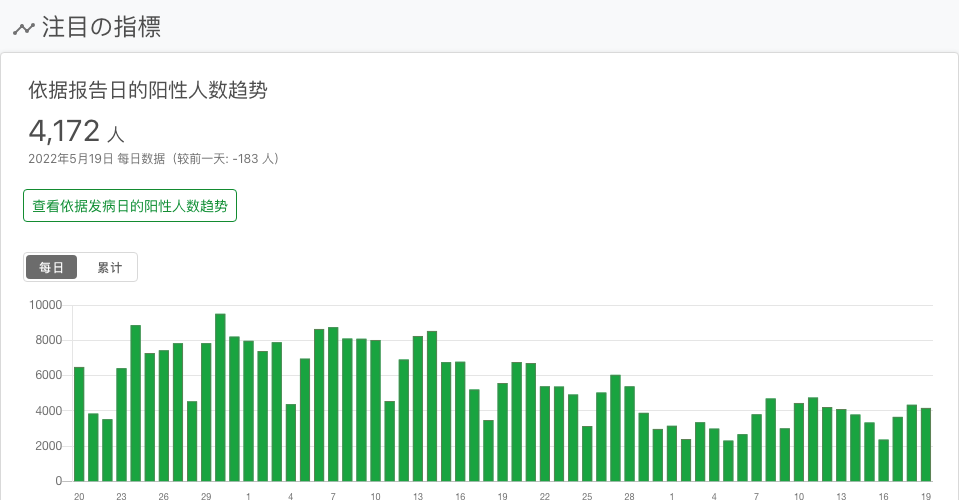 注目の指標
依据报告日的阳性人数趋势
4,172 人
2022年5月19日 每日数据（较前一天: -183 人）
查看依据发病日的阳性人数趋势
每日 累计
10000
8000
6000
4000
2000
0
20 23 26 29 1 4 7 10 13 16 19 22 25 28 1 4 7 10 13 16 19